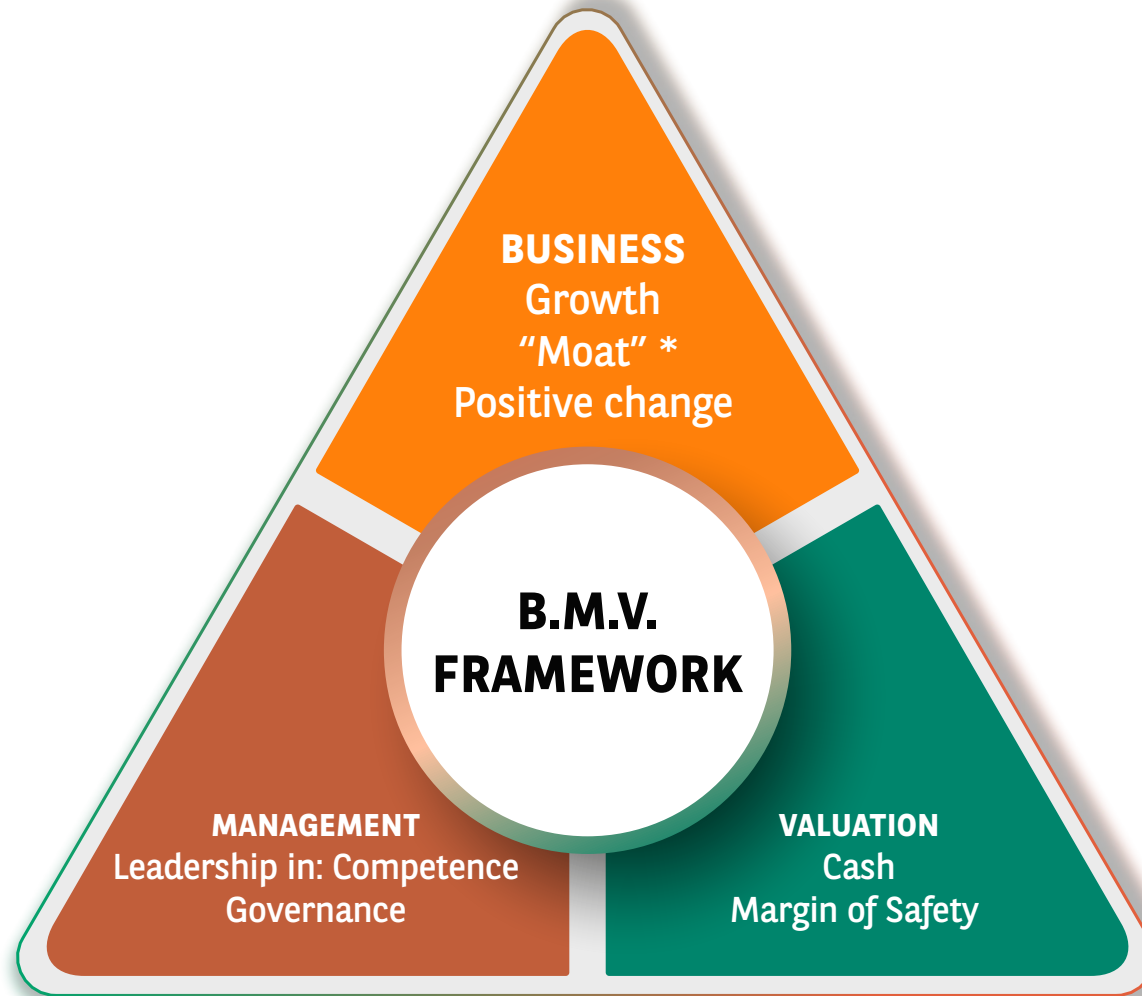 BUSINESS
Growth
“Moat” *
Positive change
B.M.V.
FRAMEWORK
MANAGEMENT
Leadership in: Competence
Governance
VALUATION
Cash
Margin of Safety